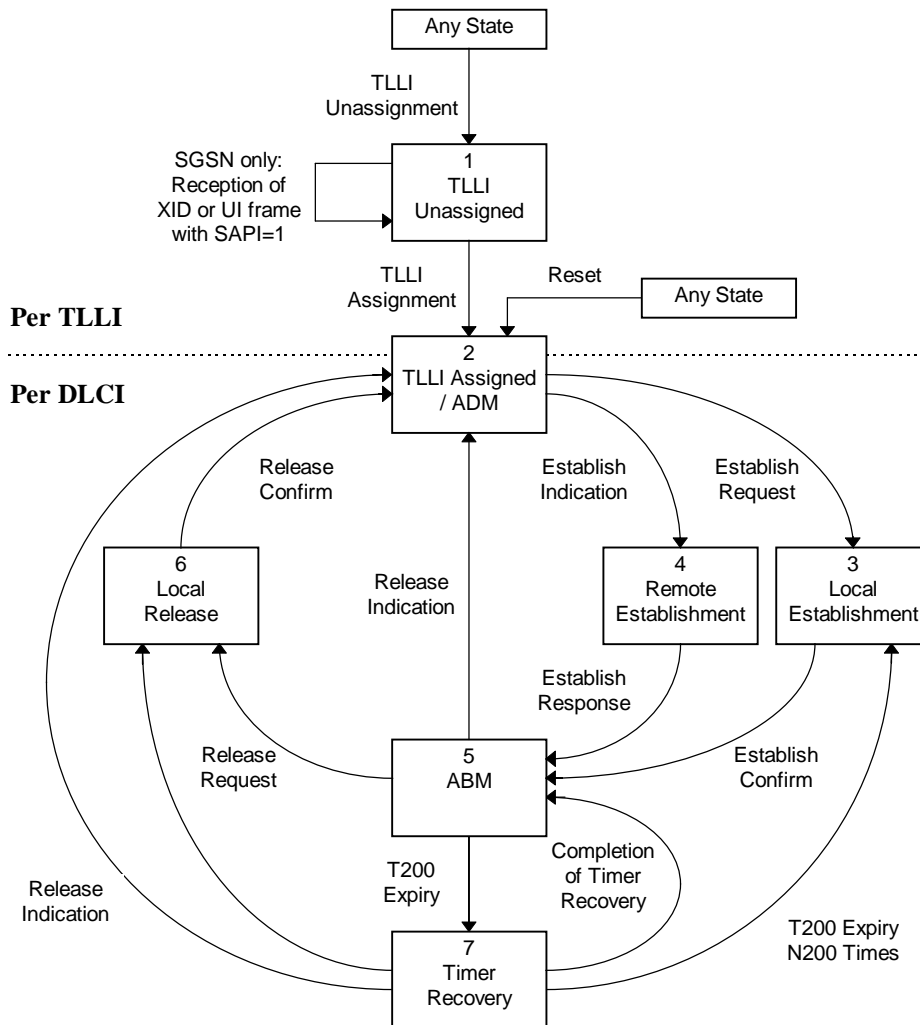 Any State
TLLI
Unassignment
SGSN only:
Reception of
XID or UI frame
with SAPI=1
1
TLLI
Unassigned
TLLI
Assignment
Reset
Any State
Per TLLI
Per DLCI
2
TLLI Assigned
/ ADM
Release
Confirm
Establish
Indication
Establish
Request
6
Local
Release
Release
Indication
4
Remote
Establishment
3
Local
Establishment
Establish
Response
Release
Request
5
ABM
Establish
Confirm
T200
Expiry
Completion
of Timer
Recovery
Release
Indication
T200 Expiry
N200 Times
7
Timer
Recovery